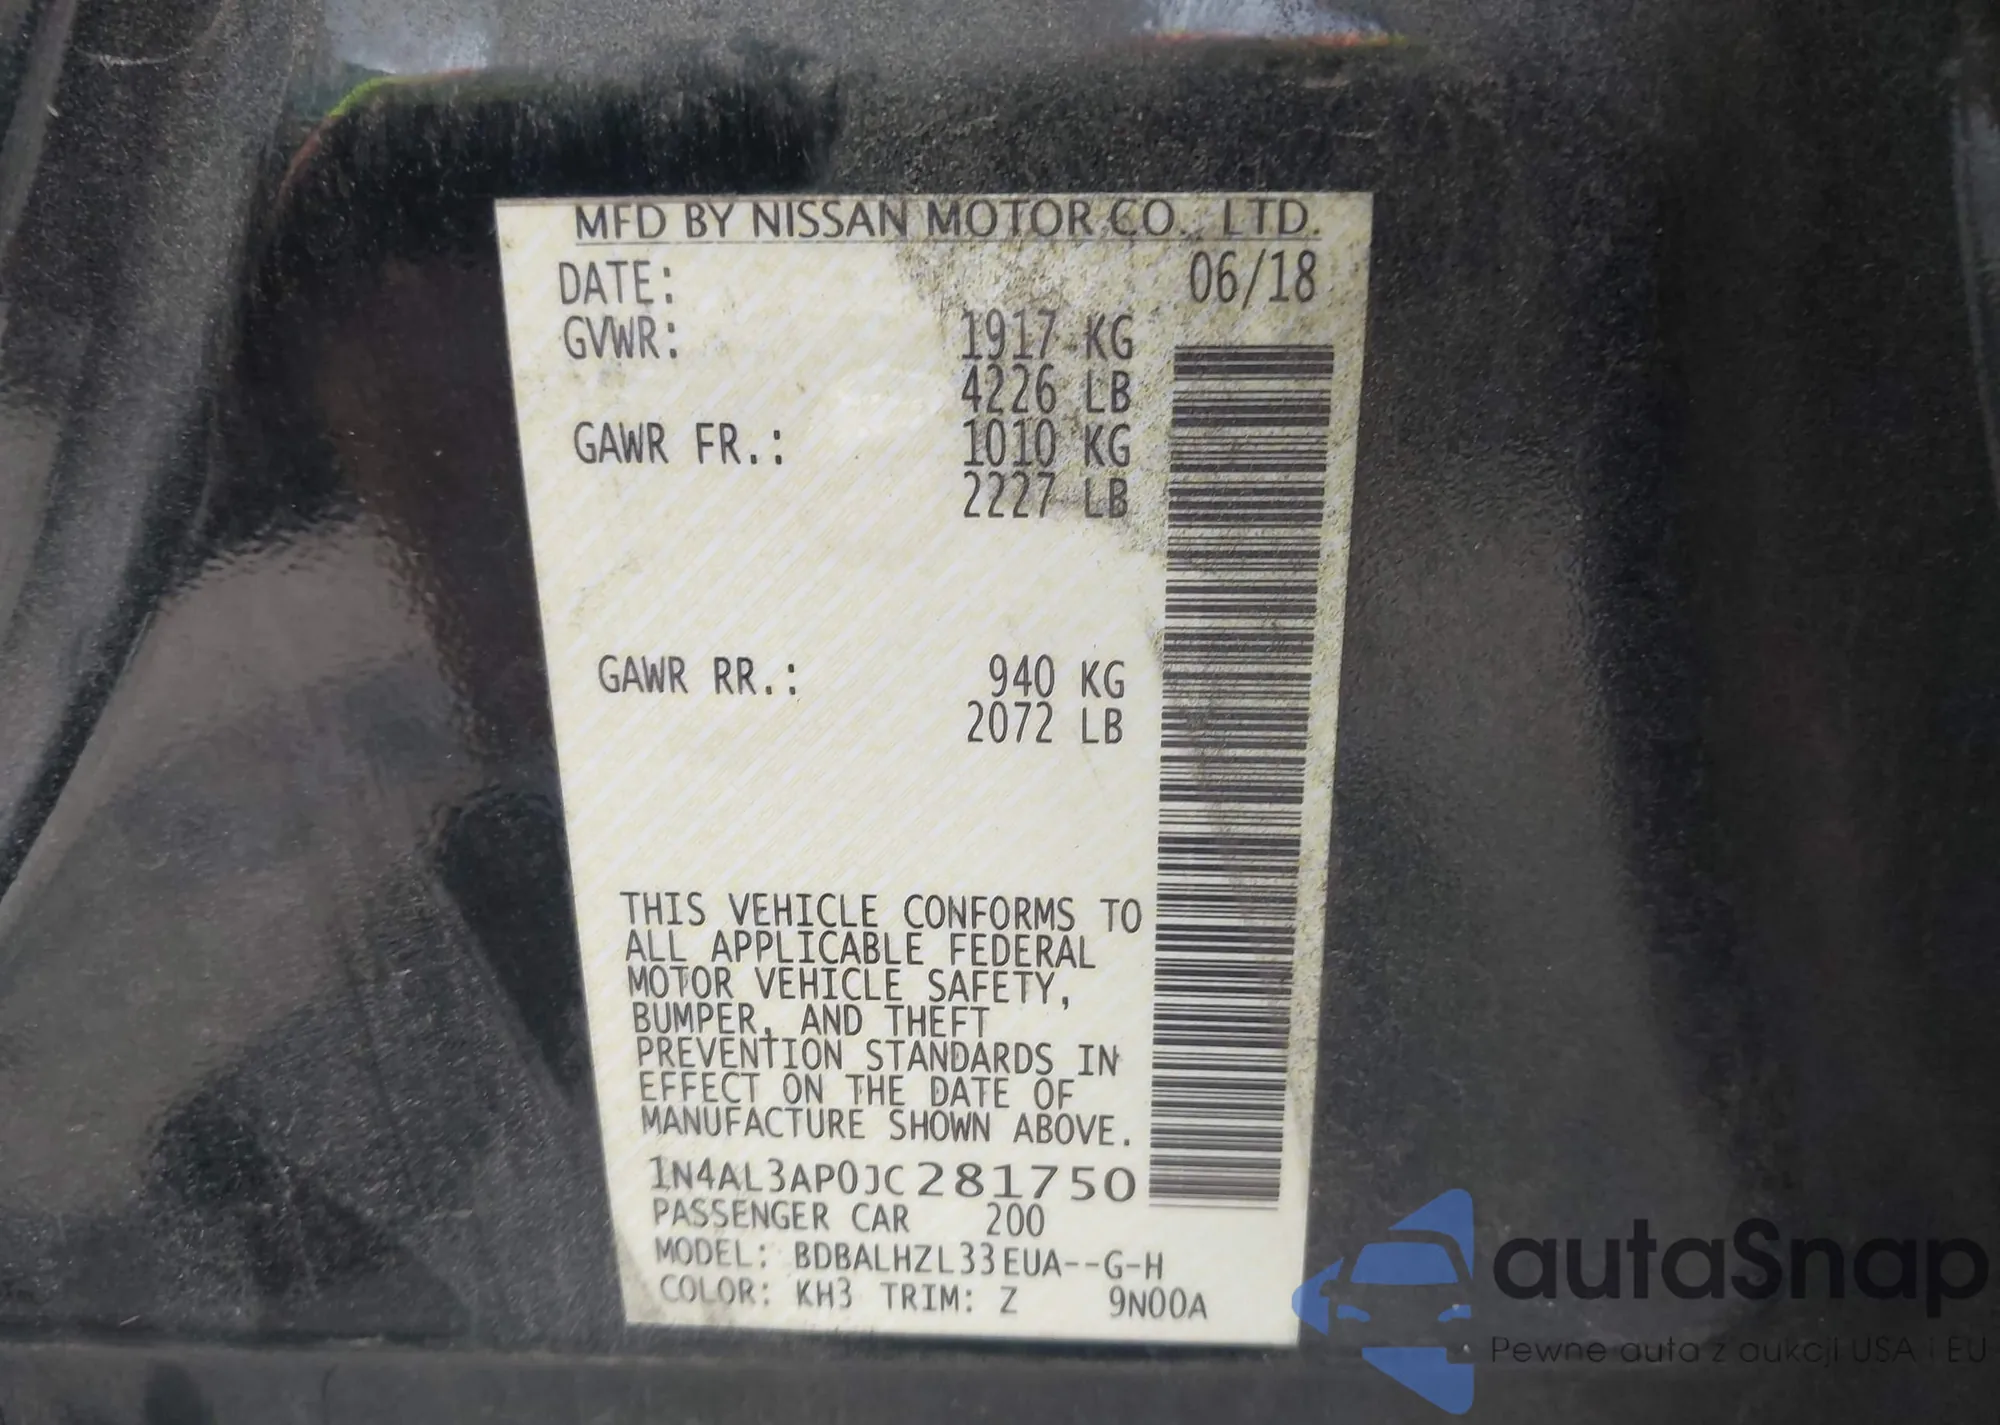 MFD BY NISSAN MOTOR CO., LTD.
DATE: 06/18
GVWR: 1917 KG
4226 LB
GAWR FR.: 1010 KG
2227 LB
GAWR RR.: 940 KG
2072 LB
THIS VEHICLE CONFORMS TO
ALL APPLICABLE FEDERAL
MOTOR VEHICLE SAFETY,
BUMPER, AND THEFT
PREVENTION STANDARDS IN
EFFECT ON THE DATE OF
MANUFACTURE SHOWN ABOVE.
1N4AL3AP0JC281750
PASSENGER CAR 200
MODEL: BDBALHZL33EUA--G-H
COLOR: KH3 TRIM: Z 9N00A
autaSnap
Pewne auta z aukcji USA i EU